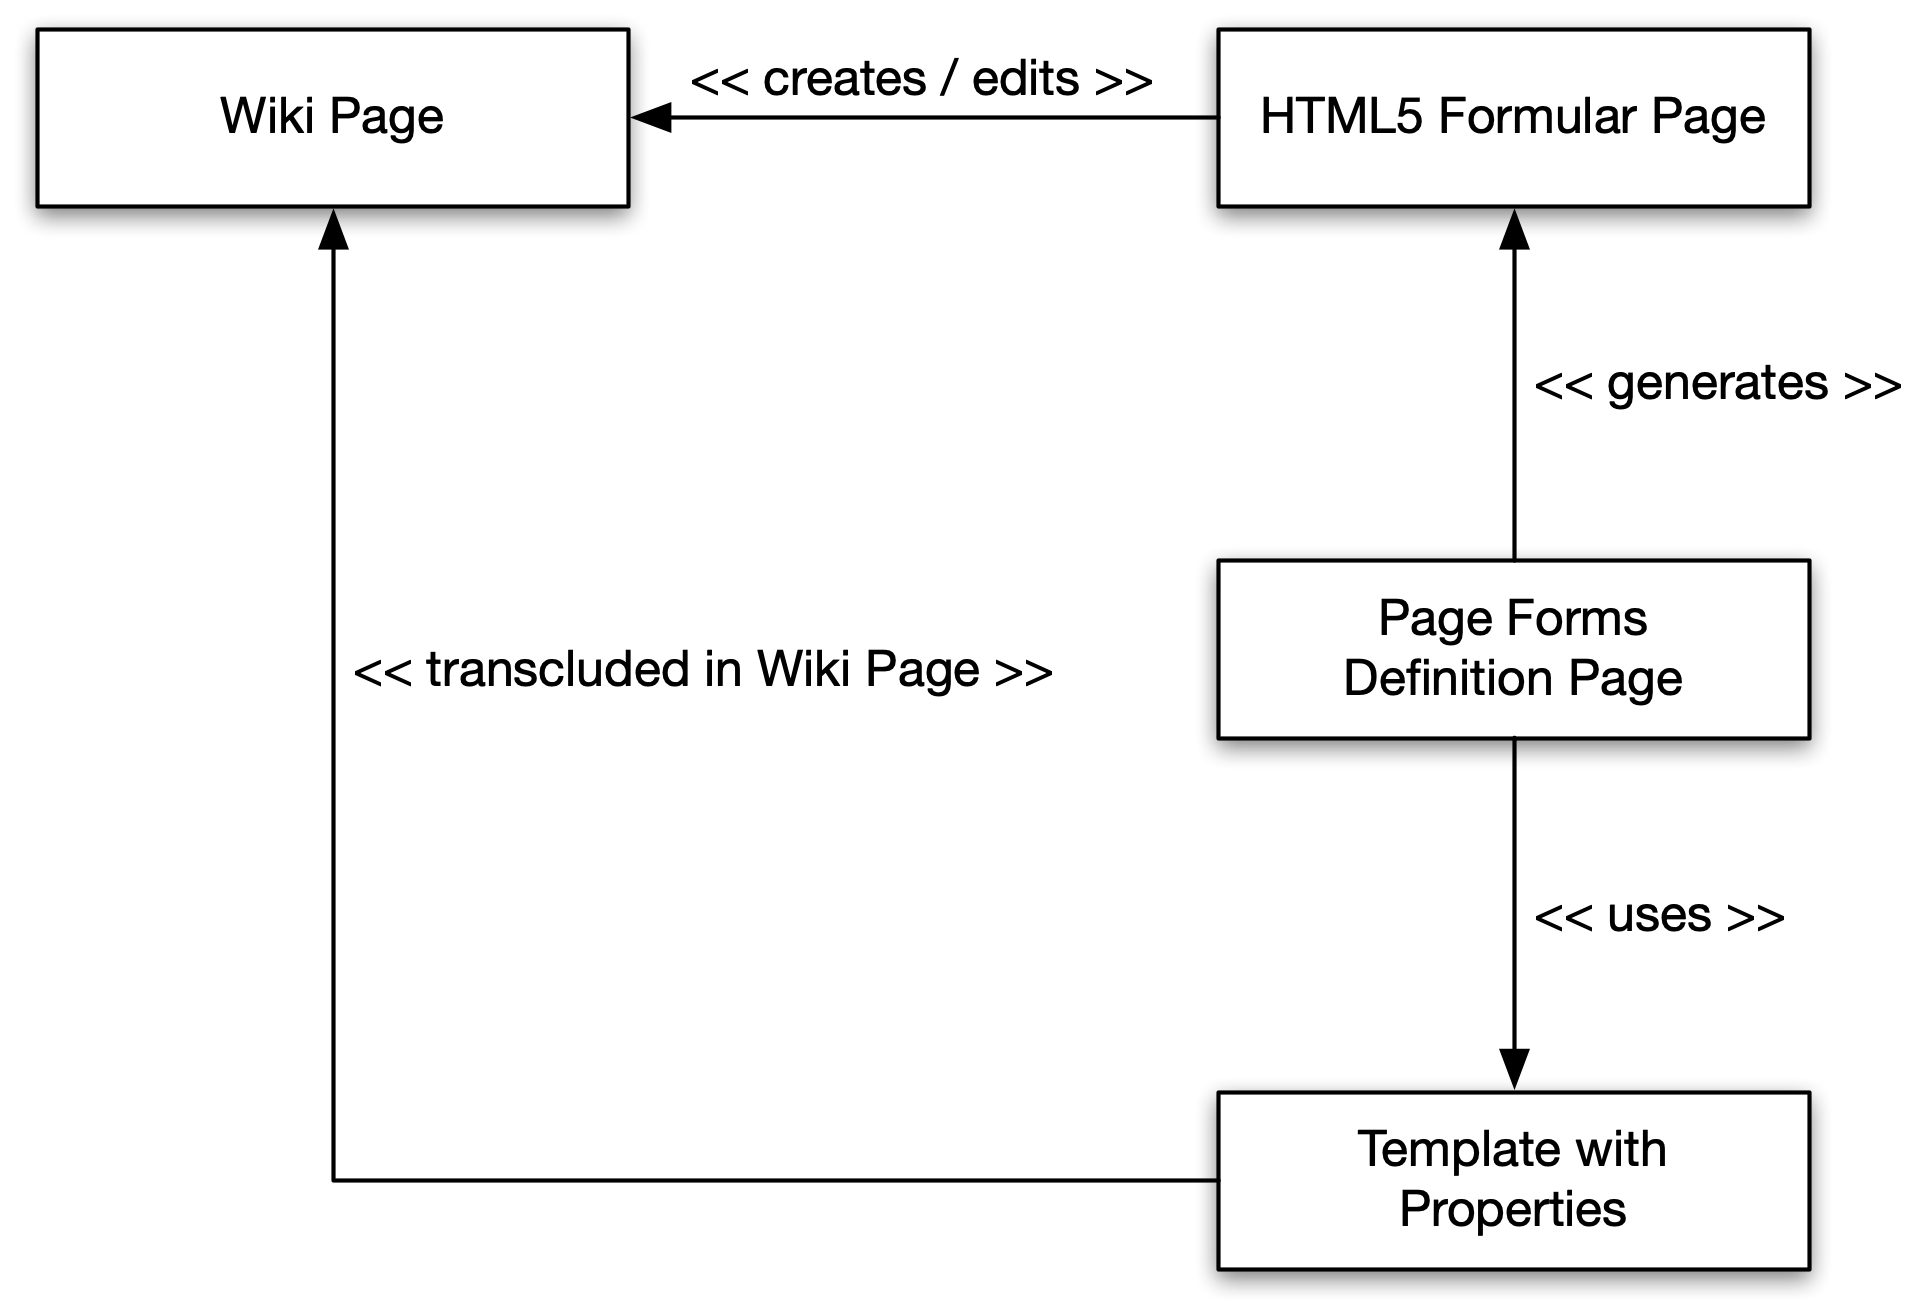 Wiki Page
<< creates / edits >>
HTML5 Formular Page
<< generates >>
Page Forms
Definition Page
<< transcluded in Wiki Page >>
<< uses >>
Template with
Properties